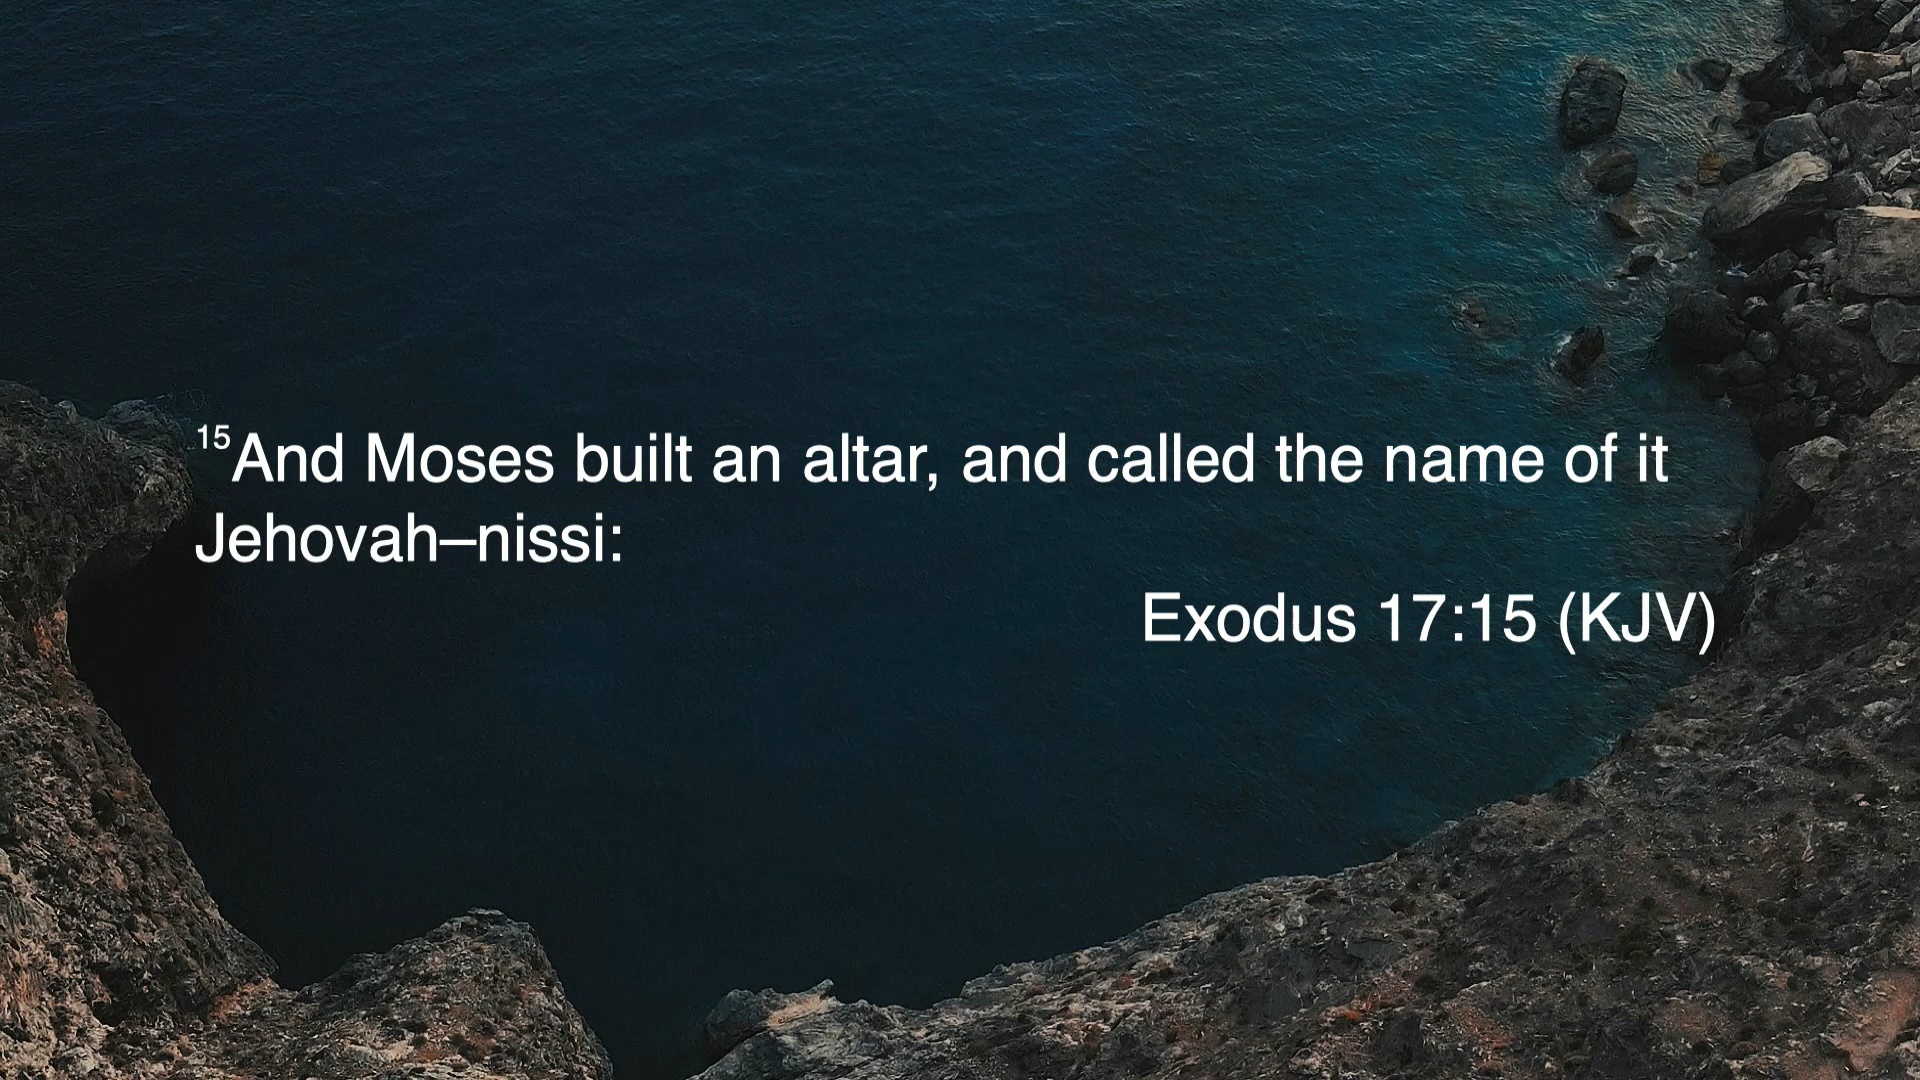 15And Moses built an altar, and called the name of it
Jehovah–nissi:
Exodus 17:15 (KJV)